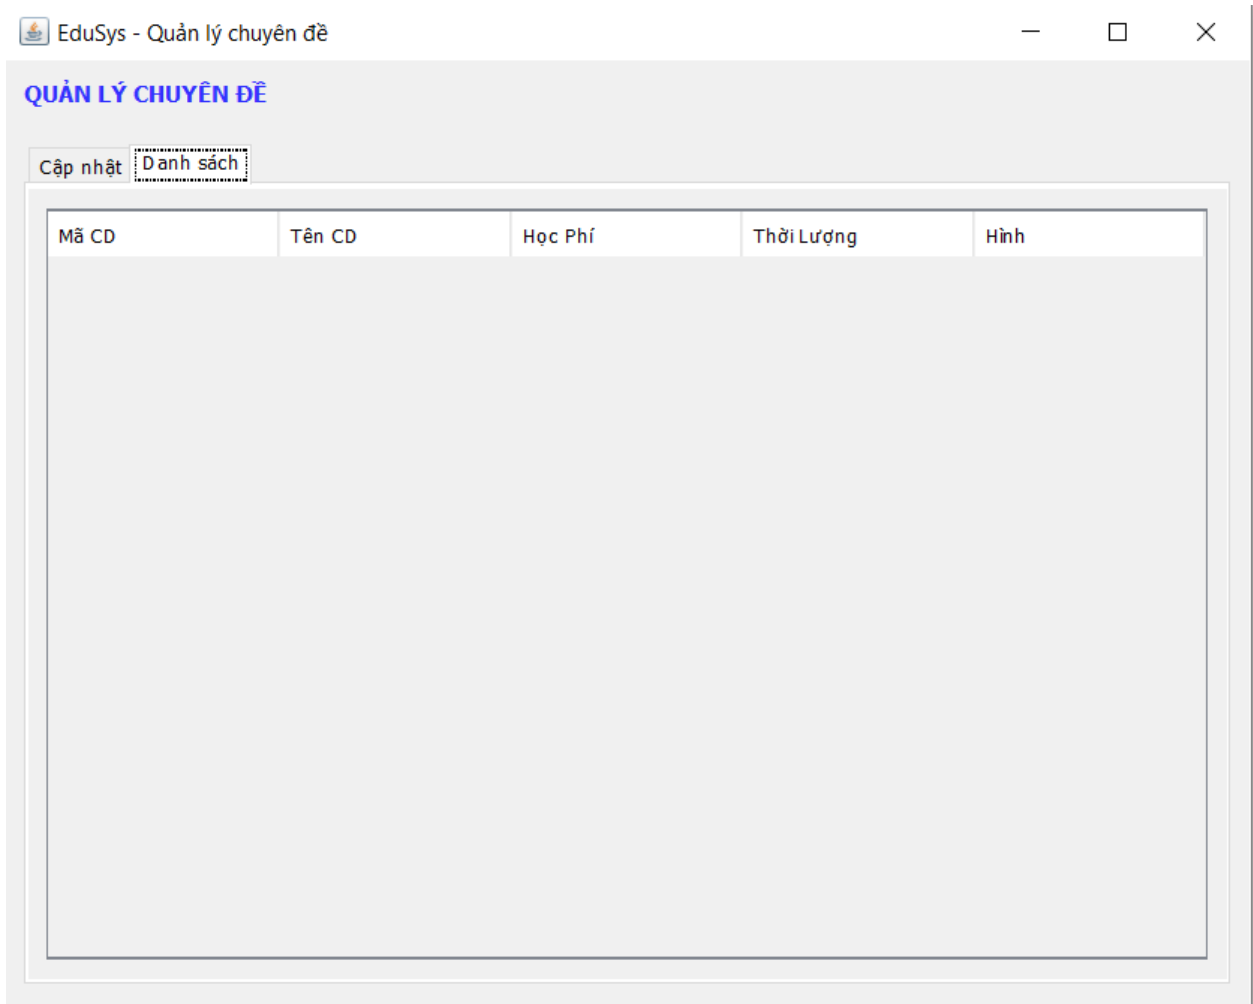 EduSys - Quản lý chuyên đề
QUẢN LÝ CHUYÊN ĐỀ
Cập nhật Danh sách
Mã CD Tên CD Học Phí Thời Lượng Hình